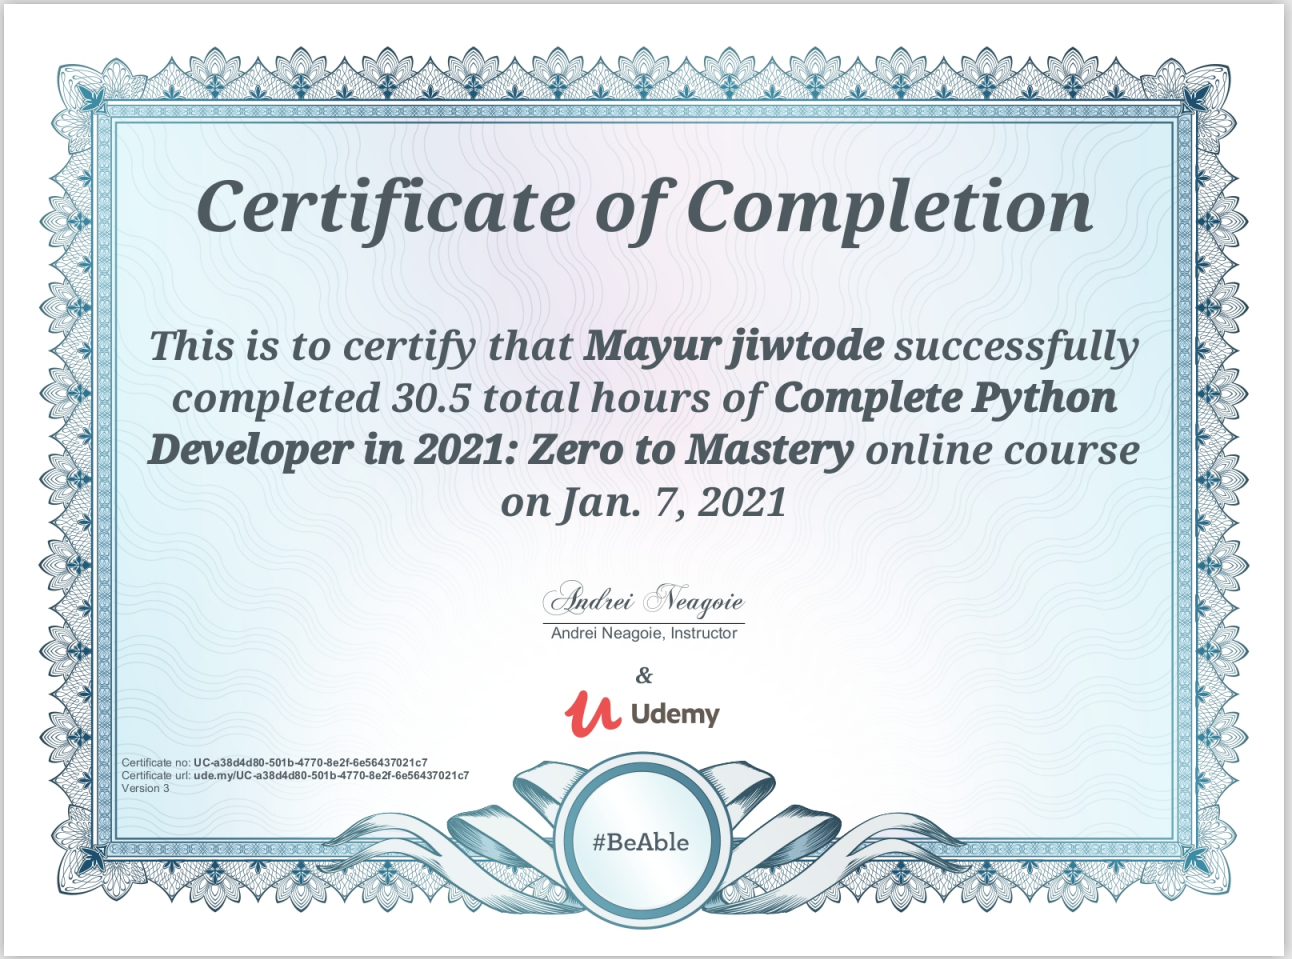 Certificate of Completion
This is to certify that Mayur jiwtode successfully
completed 30.5 total hours of Complete Python
Developer in 2021: Zero to Mastery online course
on Jan. 7, 2021
Andrei Neagoie
Andrei Neagoie, Instructor
&
Udemy
Certificate no: UC-a38d4d80-501b-4770-8e2f-6e56437021c7
Certificate url: ude.my/UC-a38d4d80-501b-4770-8e2f-6e56437021c7
Version 3
#BeAble